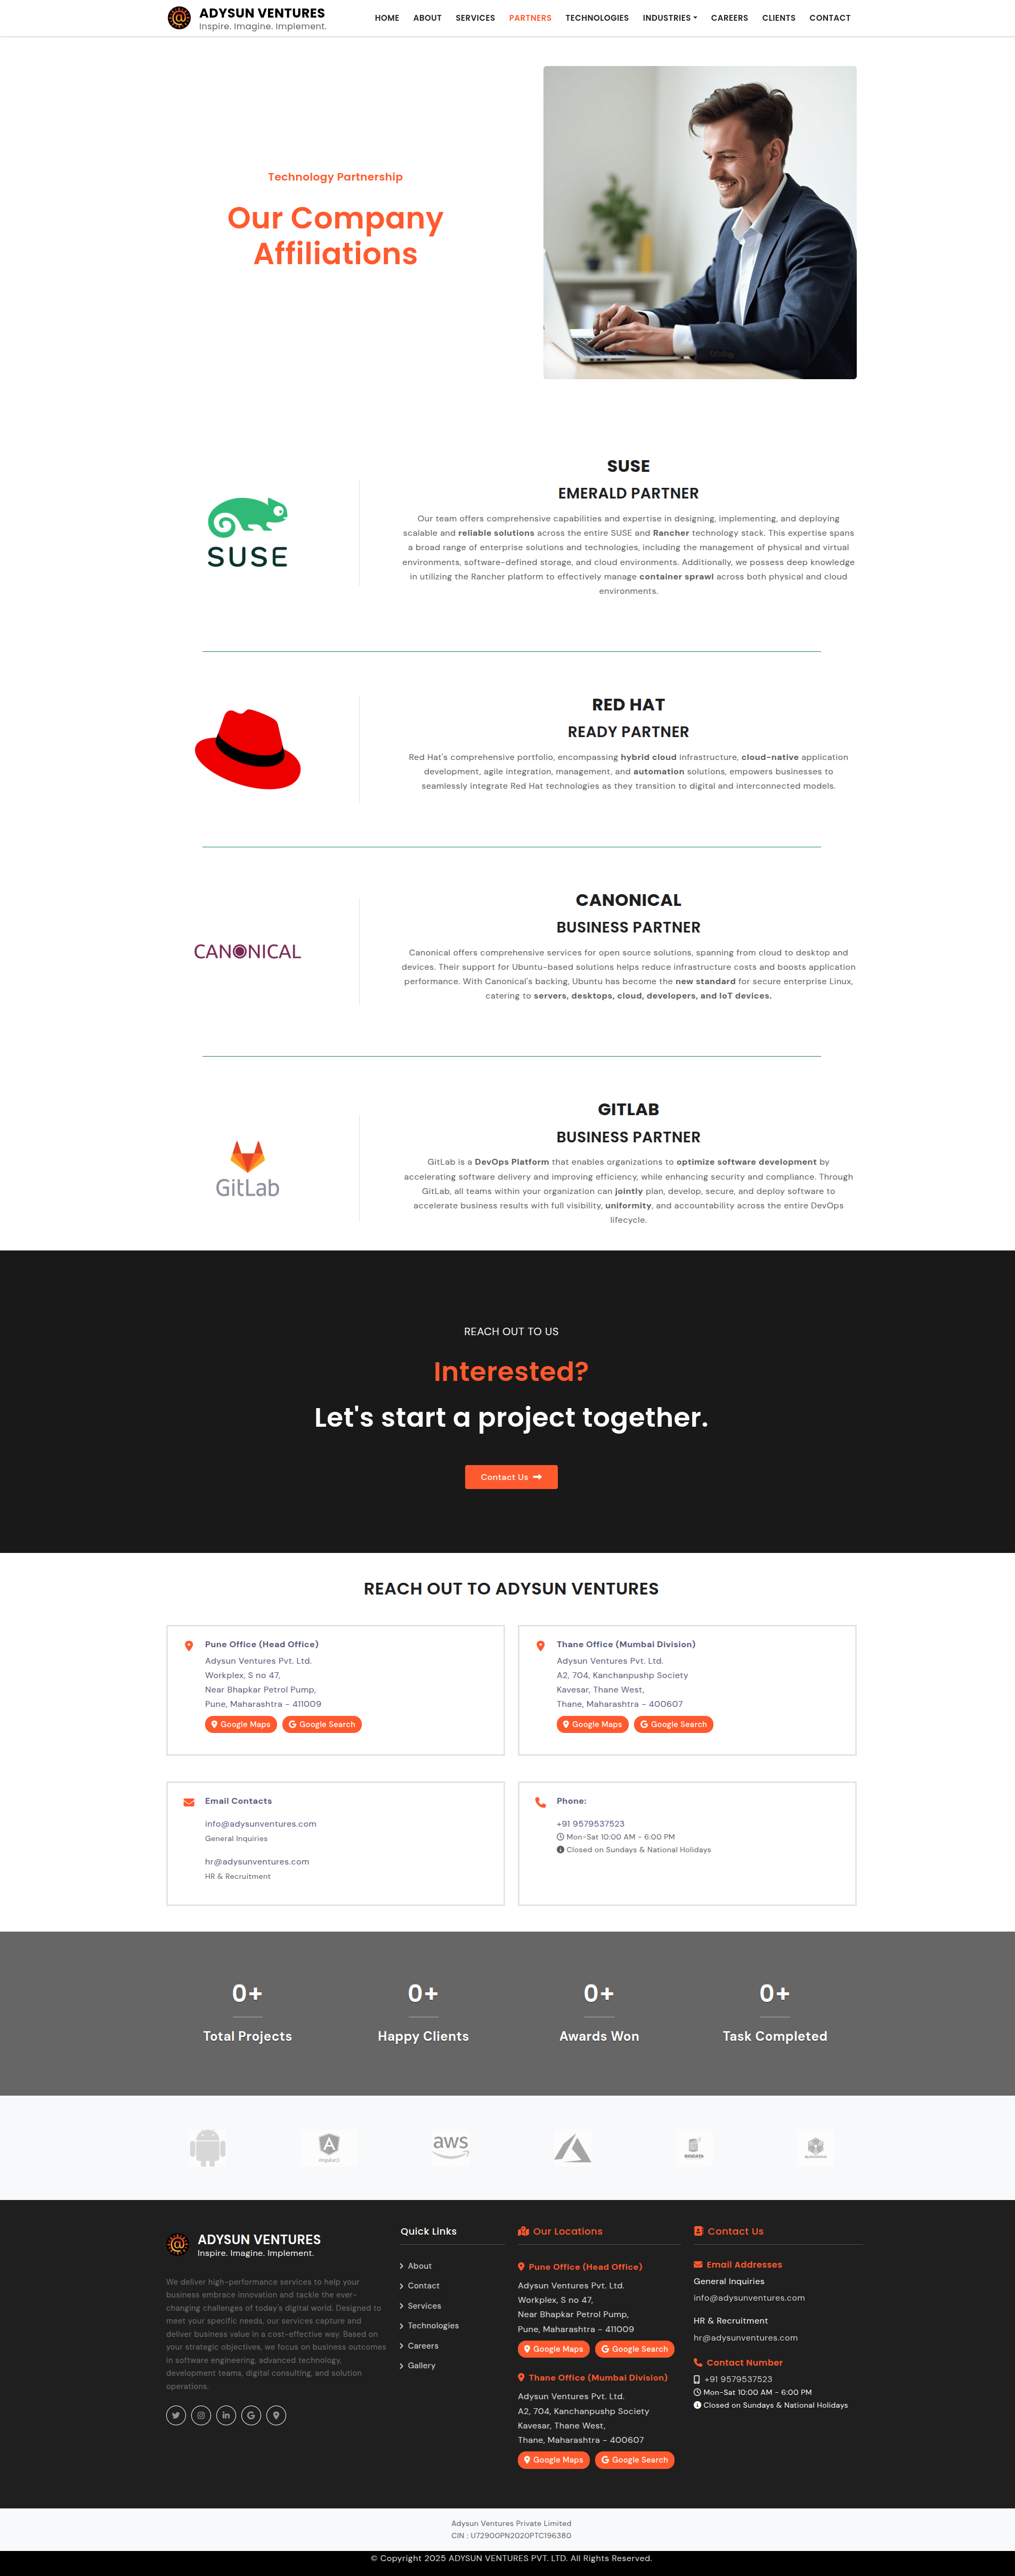 ADYSUN VENTURES
Inspire. Imagine. Implement.
HOME ABOUT SERVICES PARTNERS TECHNOLOGIES INDUSTRIES CAREERS CLIENTS CONTACT
Technology Partnership
Our Company
Affiliations
SUSE
SUSE
EMERALD PARTNER
Our team offers comprehensive capabilities and expertise in designing, implementing, and deploying
scalable and reliable solutions across the entire SUSE and Rancher technology stack. This expertise spans
a broad range of enterprise solutions and technologies, including the management of physical and virtual
environments, software-defined storage, and cloud environments. Additionally, we possess deep knowledge
in utilizing the Rancher platform to effectively manage container sprawl across both physical and cloud
environments.
RED HAT
READY PARTNER
Red Hat's comprehensive portfolio, encompassing hybrid cloud infrastructure, cloud-native application
development, agile integration, management, and automation solutions, empowers businesses to
seamlessly integrate Red Hat technologies as they transition to digital and interconnected models.
CANONICAL
CANONICAL
BUSINESS PARTNER
Canonical offers comprehensive services for open source solutions, spanning from cloud to desktop and
devices. Their support for Ubuntu-based solutions helps reduce infrastructure costs and boosts application
performance. With Canonical's backing, Ubuntu has become the new standard for secure enterprise Linux,
catering to servers, desktops, cloud, developers, and IoT devices.
GitLab
GITLAB
BUSINESS PARTNER
GitLab is a DevOps Platform that enables organizations to optimize software development by
accelerating software delivery and improving efficiency, while enhancing security and compliance. Through
GitLab, all teams within your organization can jointly plan, develop, secure, and deploy software to
accelerate business results with full visibility, uniformity, and accountability across the entire DevOps
lifecycle.
REACH OUT TO US
Interested?
Let's start a project together.
Contact Us
REACH OUT TO ADYSUN VENTURES
Pune Office (Head Office)
Adysun Ventures Pvt. Ltd.
Workplex, S no 47,
Near Bhapkar Petrol Pump,
Pune, Maharashtra - 411009
Google Maps Google Search
Thane Office (Mumbai Division)
Adysun Ventures Pvt. Ltd.
A2, 704, Kanchanpushp Society
Kavesar, Thane West,
Thane, Maharashtra - 400607
Google Maps Google Search
Email Contacts
info@adysunventures.com
General Inquiries
hr@adysunventures.com
HR & Recruitment
Phone:
+91 9579537523
Mon-Sat 10:00 AM - 6:00 PM
Closed on Sundays & National Holidays
0+ 0+ 0+ 0+
Total Projects Happy Clients Awards Won Task Completed
AngularJS aws BIGDATA BLOCKCHAIN
ADYSUN VENTURES
Inspire. Imagine. Implement.
We deliver high-performance services to help your
business embrace innovation and tackle the ever-
changing challenges of today's digital world. Designed to
meet your specific needs, our services capture and
deliver business value in a cost-effective way. Based on
your strategic objectives, we focus on business outcomes
in software engineering, advanced technology,
development teams, digital consulting, and solution
operations.
Quick Links
About
Contact
Services
Technologies
Careers
Gallery
Our Locations
Pune Office (Head Office)
Adysun Ventures Pvt. Ltd.
Workplex, S no 47,
Near Bhapkar Petrol Pump,
Pune, Maharashtra - 411009
Google Maps Google Search
Thane Office (Mumbai Division)
Adysun Ventures Pvt. Ltd.
A2, 704, Kanchanpushp Society
Kavesar, Thane West,
Thane, Maharashtra - 400607
Google Maps Google Search
Contact Us
Email Addresses
General Inquiries
info@adysunventures.com
HR & Recruitment
hr@adysunventures.com
Contact Number
+91 9579537523
Mon-Sat 10:00 AM - 6:00 PM
Closed on Sundays & National Holidays
Adysun Ventures Private Limited
CIN : U72900PN2020PTC196380
© Copyright 2025 ADYSUN VENTURES PVT. LTD. All Rights Reserved.